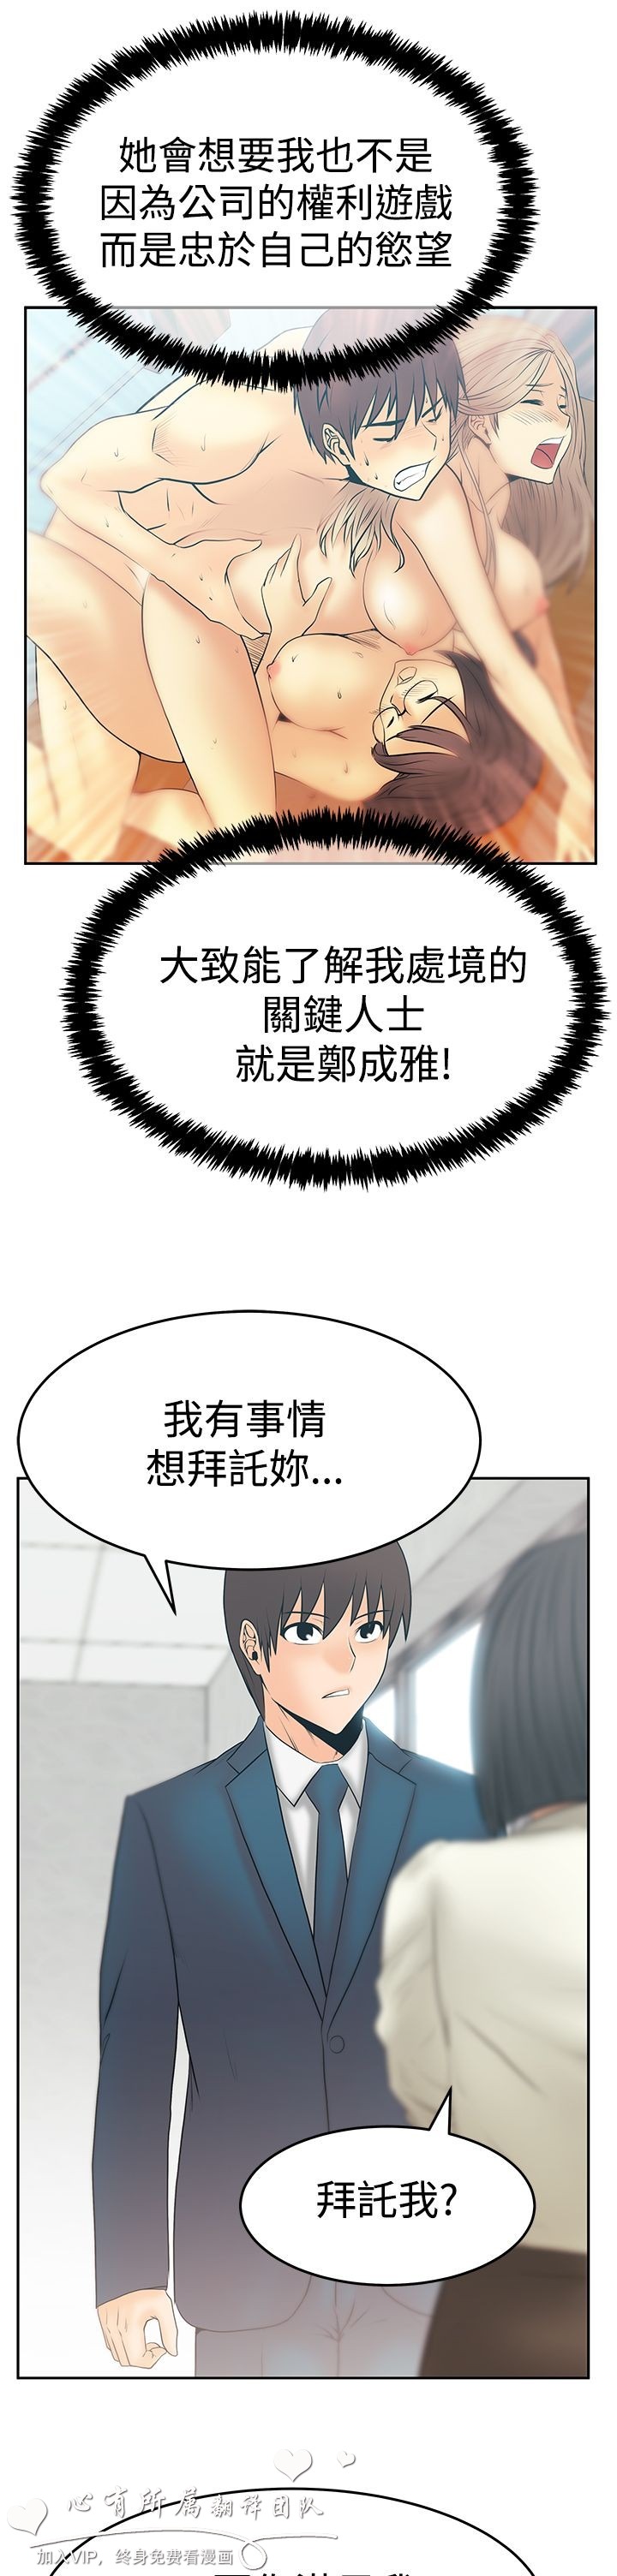 她會想要我也不是
因為公司的權利遊戲
而是忠於自己的慾望
大致能了解我處境的
關鍵人士
就是鄭成雅!
我有事情
想拜託妳...
拜託我?
心有所属翻译团队
加入VIP，终身免费看漫画